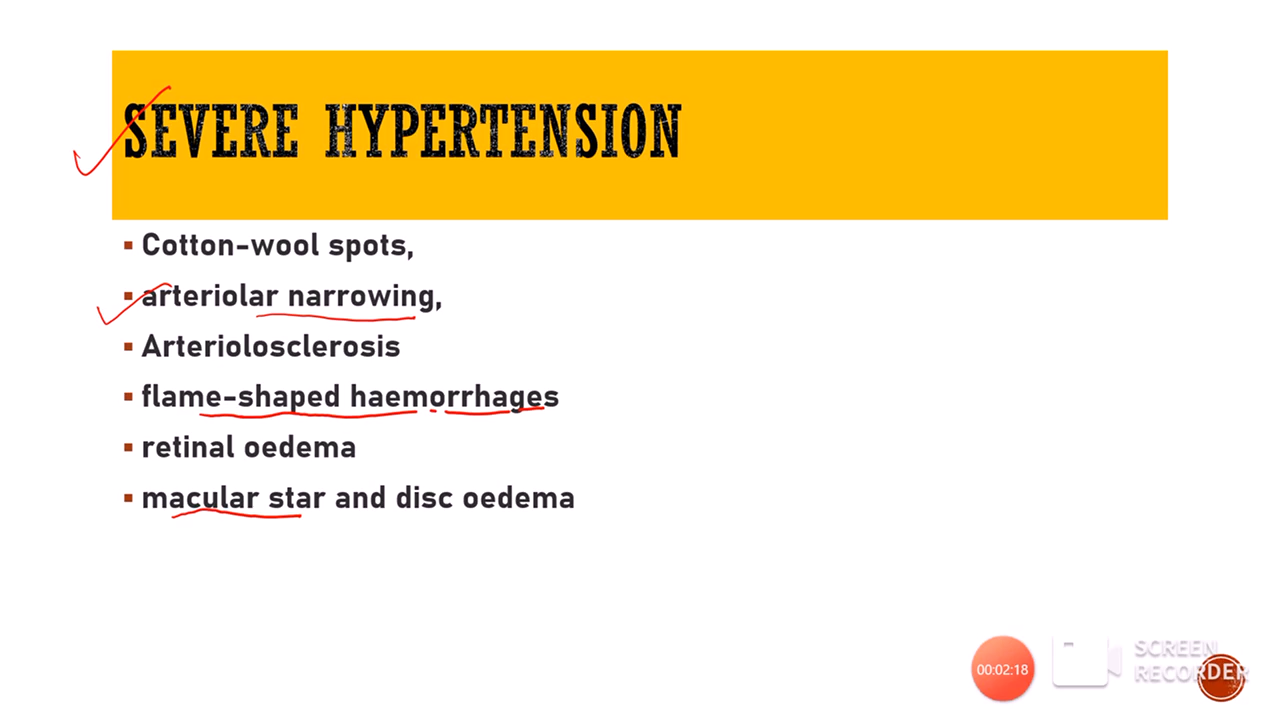 SEVERE HYPERTENSION
Cotton-wool spots,
arteriolar narrowing,
Arteriolosclerosis
flame-shaped haemorrhages
retinal oedema
macular star and disc oedema
00:02:18
SCREEN
RECORDER